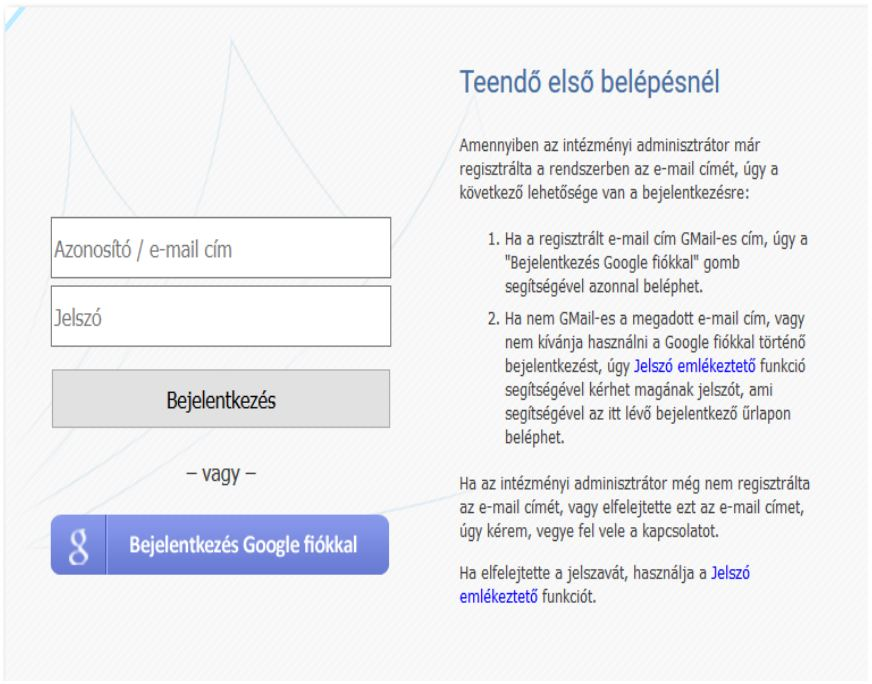 Azonosító / e-mail cím
Jelszó
Bejelentkezés
– vagy –
g Bejelentkezés Google fiókkal
Teendő első belépésnél
Amennyiben az intézményi adminisztrátor már
regisztrálta a rendszerben az e-mail címét, úgy a
következő lehetősége van a bejelentkezésre:
1. Ha a regisztrált e-mail cím GMail-es cím, úgy a
"Bejelentkezés Google fiókkal" gomb
segítségével azonnal beléphet.
2. Ha nem GMail-es a megadott e-mail cím, vagy
nem kívánja használni a Google fiókkal történő
bejelentkezést, úgy Jelszó emlékeztető funkció
segítségével kérhet magának jelszót, ami
segítségével az itt lévő bejelentkező űrlapon
beléphet.
Ha az intézményi adminisztrátor még nem regisztrálta
az e-mail címét, vagy elfelejtette ezt az e-mail címet,
úgy kérem, vegye fel vele a kapcsolatot.
Ha elfelejtette a jelszavát, használja a Jelszó
emlékeztető funkciót.